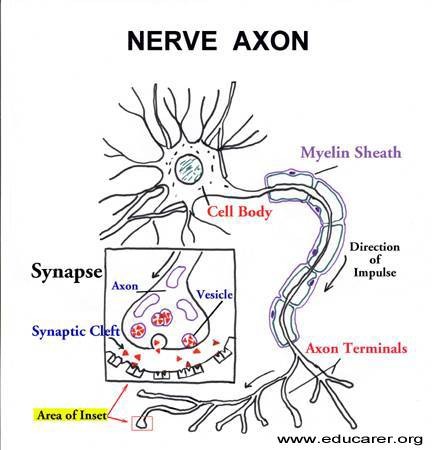 NERVE AXON
Myelin Sheath
Cell Body
Direction
of
Impulse
Synapse
Axon
Vesicle
Synaptic Cleft
Axon Terminals
Area of Inset
www.educarer.org